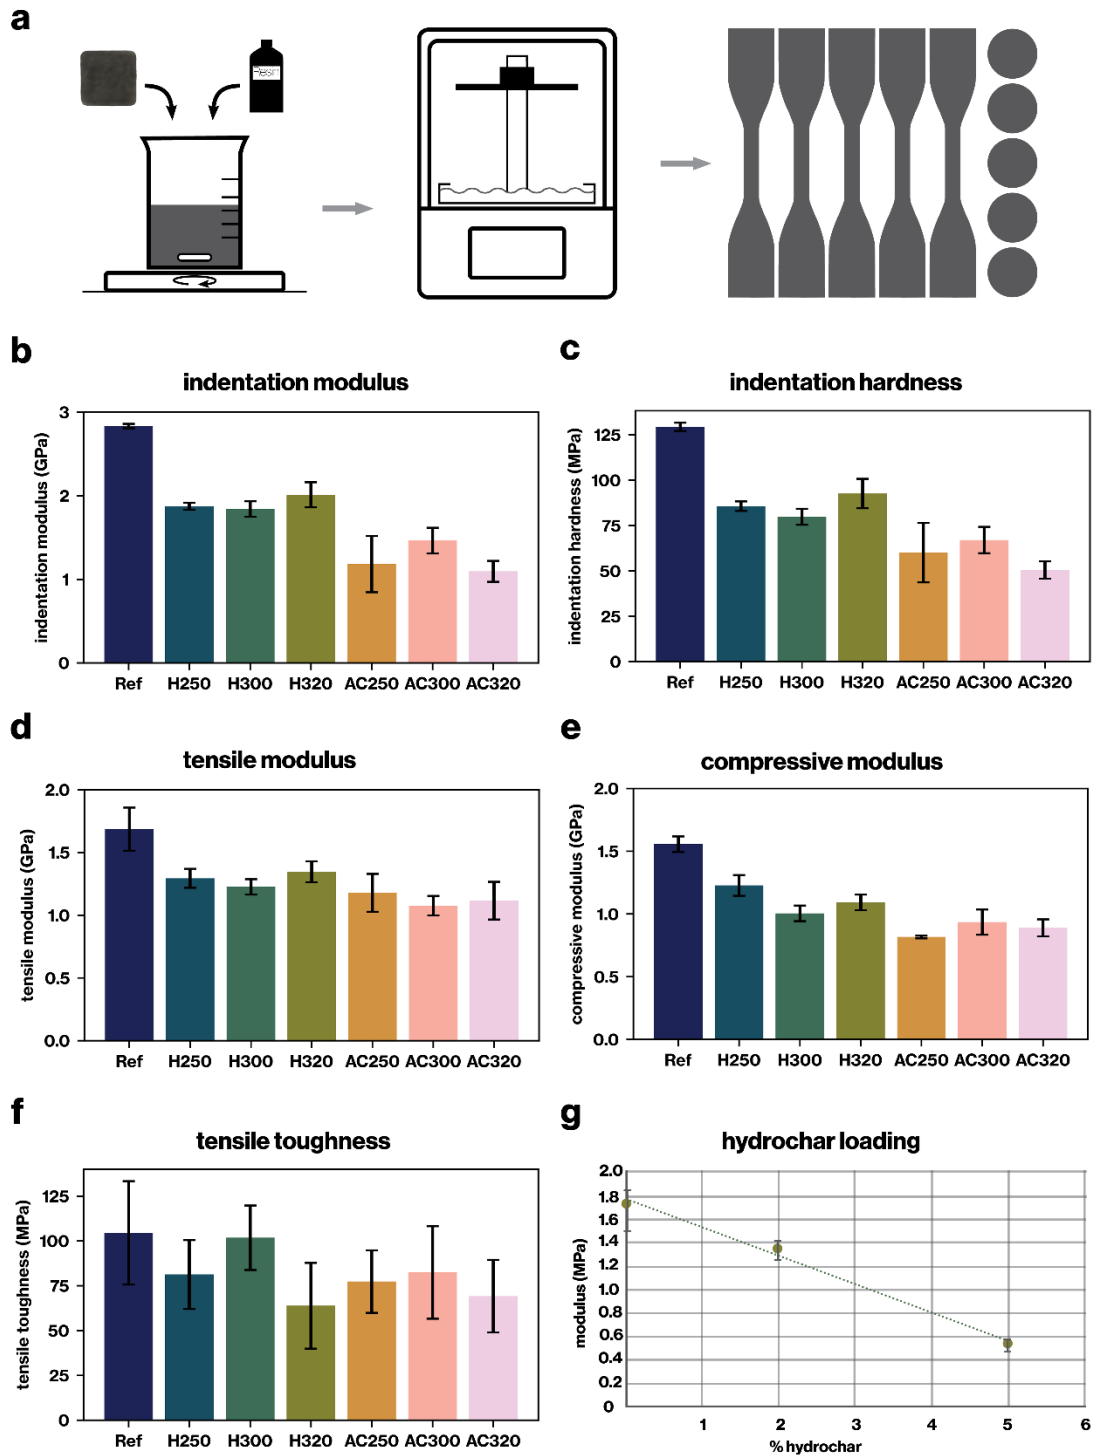 a
Resin
b
indentation modulus
indentation modulus (GPa)
3
2
1
0
Ref H250 H300 H320 AC250 AC300 AC320
c
indentation hardness
indentation hardness (MPa)
125
100
75
50
25
0
Ref H250 H300 H320 AC250 AC300 AC320
d
tensile modulus
tensile modulus (GPa)
2.0
1.5
1.0
0.5
0.0
Ref H250 H300 H320 AC250 AC300 AC320
e
compressive modulus
compressive modulus (GPa)
2.0
1.5
1.0
0.5
0.0
Ref H250 H300 H320 AC250 AC300 AC320
f
tensile toughness
tensile toughness (MPa)
125
100
75
50
25
0
Ref H250 H300 H320 AC250 AC300 AC320
g
hydrochar loading
modulus (MPa)
2.0
1.8
1.6
1.4
1.2
1.0
0.8
0.6
0.4
0.2
0
1 2 3 4 5 6
% hydrochar